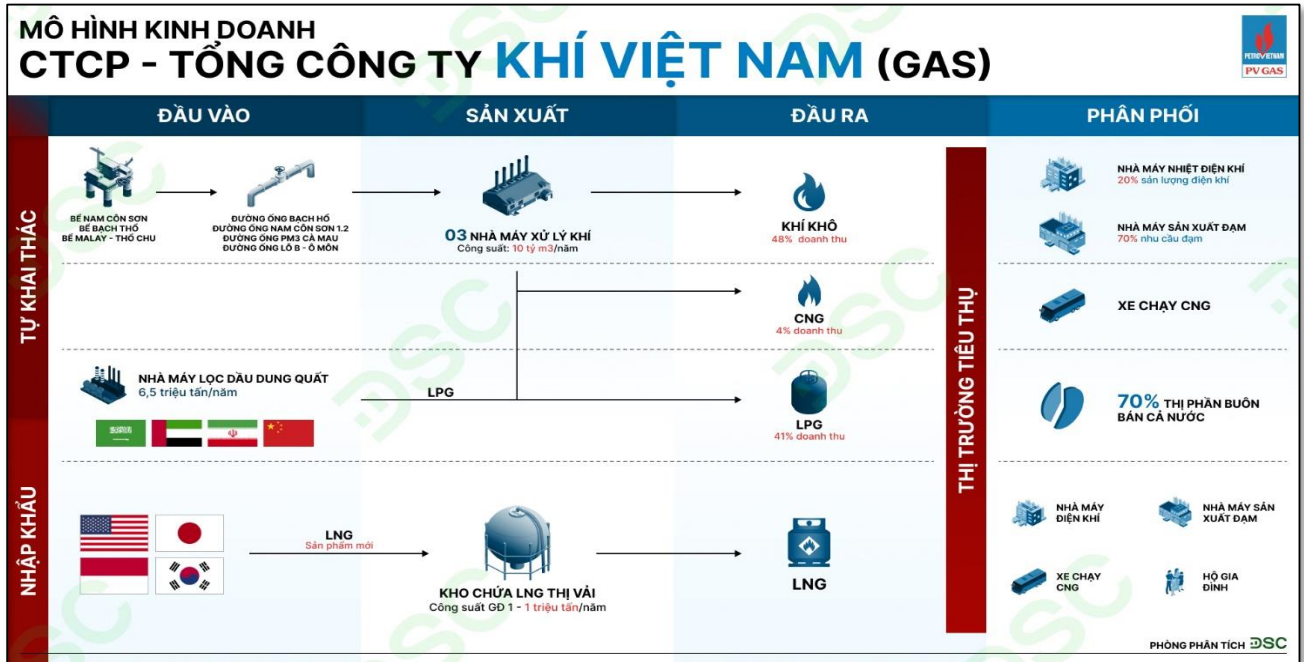 MÔ HÌNH KINH DOANH
CTCP - TỔNG CÔNG TY KHÍ VIỆT NAM (GAS)
PETROVIETNAM
PV GAS
ĐẦU VÀO
SẢN XUẤT
ĐẦU RA
PHÂN PHỐI
TỰ KHAI THÁC
BỂ NAM CÔN SƠN
BỂ BẠCH THỔ
BỂ MALAY - THỔ CHU
ĐƯỜNG ỐNG BẠCH HỔ
ĐƯỜNG ỐNG NAM CÔN SƠN 1.2
ĐƯỜNG ỐNG PM3 CÀ MAU
ĐƯỜNG ỐNG LÔ B - Ô MÔN
03 NHÀ MÁY XỬ LÝ KHÍ
Công suất: 10 tỷ m3/năm
KHÍ KHÔ
48% doanh thu
CNG
4% doanh thu
NHÀ MÁY LỌC DẦU DUNG QUẤT
6,5 triệu tấn/năm
LPG
LPG
41% doanh thu
NHẬP KHẨU
LNG
Sản phẩm mới
KHO CHỨA LNG THỊ VẢI
Công suất GĐ 1 - 1 triệu tấn/năm
LNG
THỊ TRƯỜNG TIÊU THỤ
NHÀ MÁY NHIỆT ĐIỆN KHÍ
20% sản lượng điện khí
NHÀ MÁY SẢN XUẤT ĐẠM
70% nhu cầu đạm
XE CHẠY CNG
70% THỊ PHẦN BUÔN
BÁN CẢ NƯỚC
NHÀ MÁY
ĐIỆN KHÍ
NHÀ MÁY SẢN
XUẤT ĐẠM
XE CHẠY
CNG
HỘ GIA
ĐÌNH
PHÒNG PHÂN TÍCH DSC